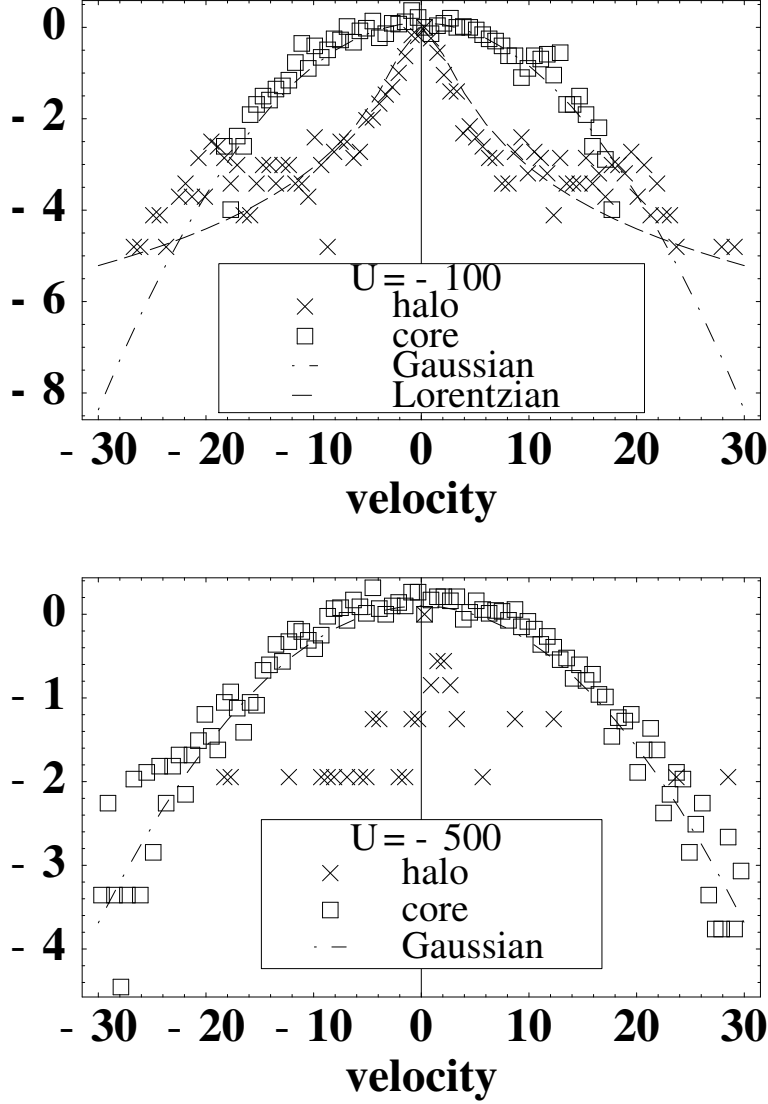 0
- 2
- 4
- 6
- 8
U = - 100
halo
core
Gaussian
Lorentzian
- 30 - 20 - 10 0 10 20 30
velocity
0
- 1
- 2
- 3
- 4
U = - 500
halo
core
Gaussian
- 30 - 20 - 10 0 10 20 30
velocity